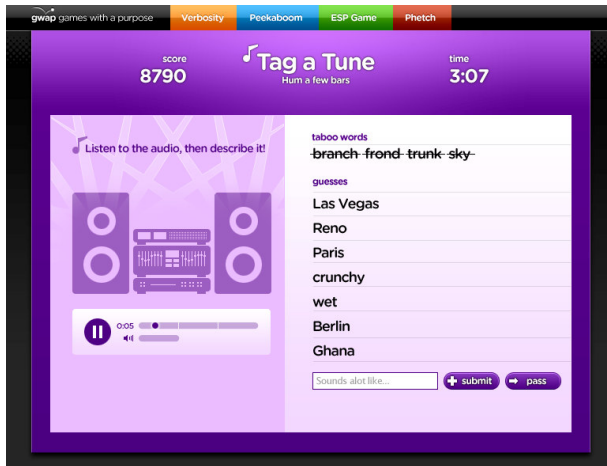 gwap games with a purpose Verbosity Peekaboom ESP Game Phetch
score
8790
Tag a Tune
Hum a few bars
time
3:07
Listen to the audio, then describe it!
0:05
taboo words
branch frond trunk sky
guesses
Las Vegas
Reno
Paris
crunchy
wet
Berlin
Ghana
Sounds alot like... submit pass